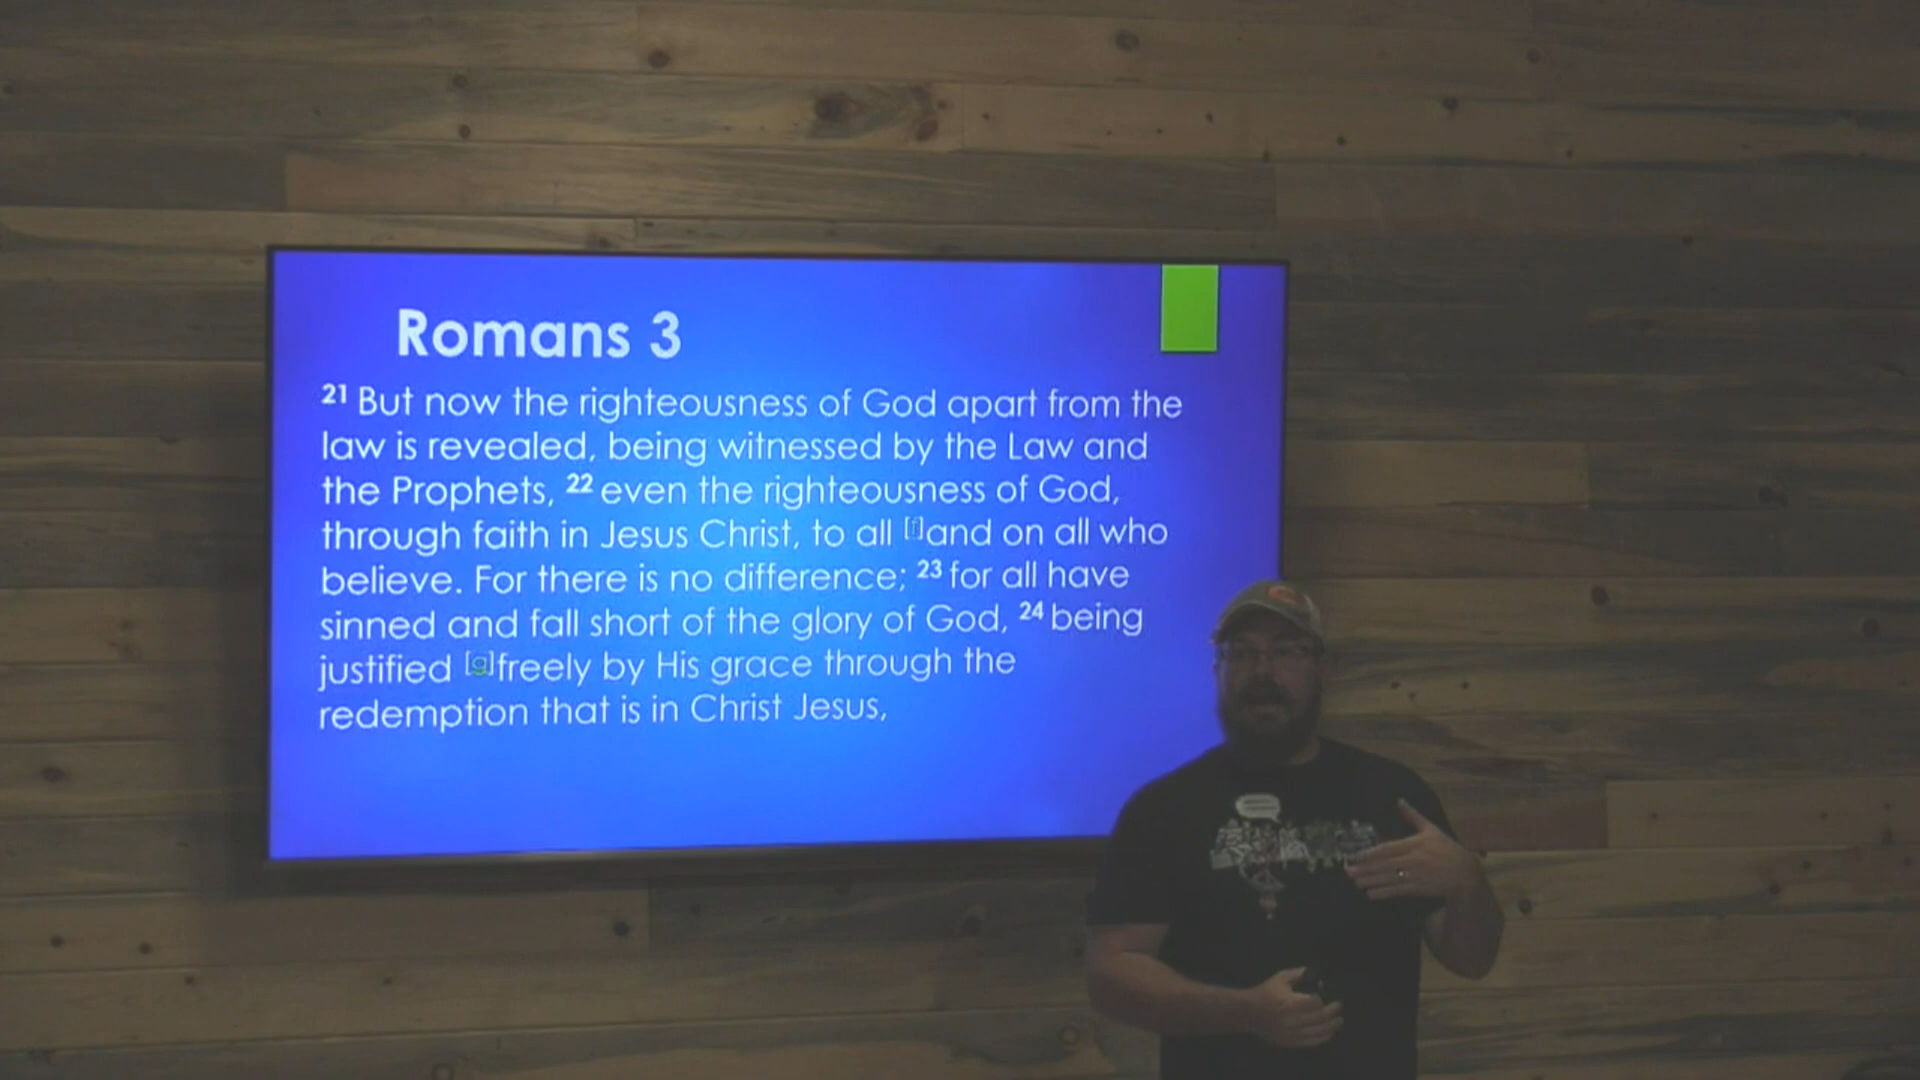 Romans 3
21 But now the righteousness of God apart from the
law is revealed, being witnessed by the Law and
the Prophets, 22 even the righteousness of God,
through faith in Jesus Christ, to all [f]and on all who
believe. For there is no difference; 23 for all have
sinned and fall short of the glory of God, 24 being
justified [g]freely by His grace through the
redemption that is in Christ Jesus,